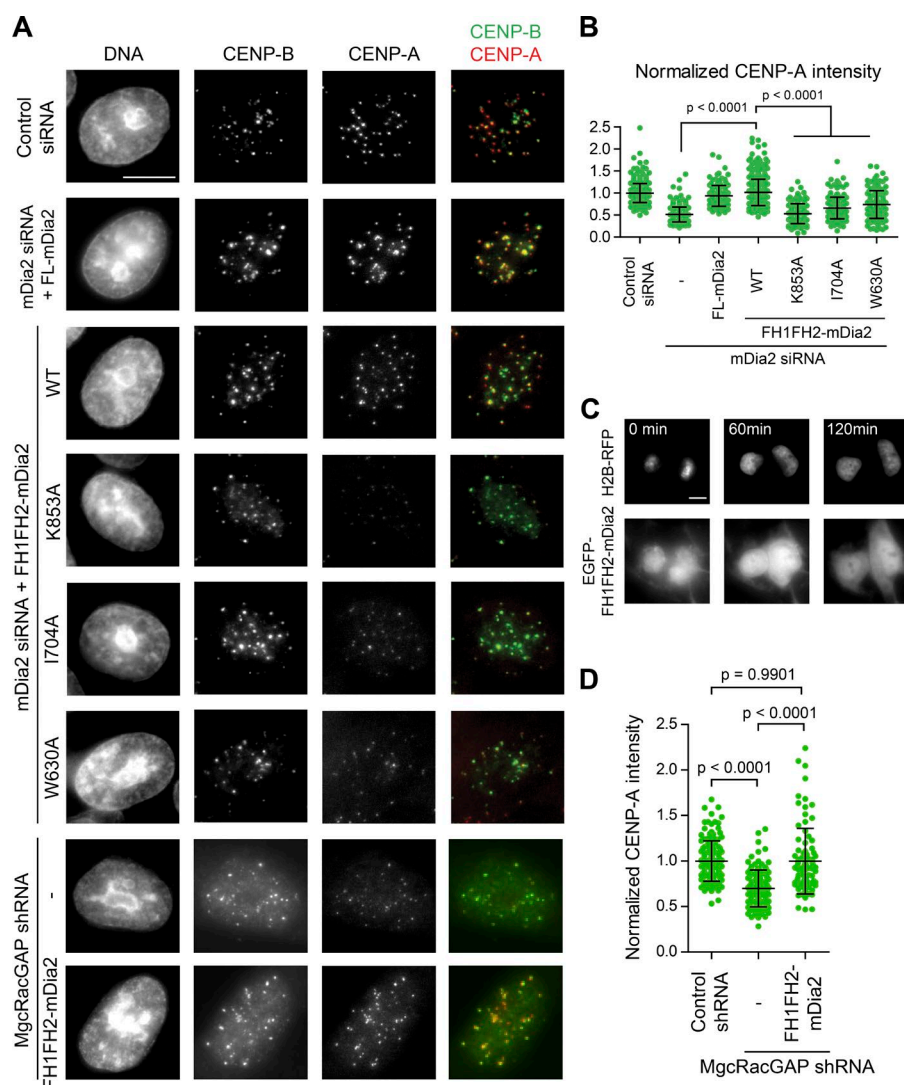 A
DNA
CENP-B
CENP-A
CENP-B
CENP-A
Control
siRNA
mDia2 siRNA
+ FL-mDia2
mDia2 siRNA + FH1FH2-mDia2
WT
K853A
I704A
W630A
MgcRacGAP shRNA
-
FH1FH2-mDia2
B
Normalized CENP-A intensity
p < 0.0001
p < 0.0001
2.5
2.0
1.5
1.0
0.5
0.0
Control
siRNA
-
FL-mDia2
WT
K853A
I704A
W630A
FH1FH2-mDia2
mDia2 siRNA
C
0 min
60min
120min
H2B-RFP
EGFP-
FH1FH2-mDia2
D
p = 0.9901
p < 0.0001
p < 0.0001
Normalized CENP-A intensity
2.5
2.0
1.5
1.0
0.5
0.0
Control
shRNA
-
FH1FH2-
mDia2
MgcRacGAP shRNA